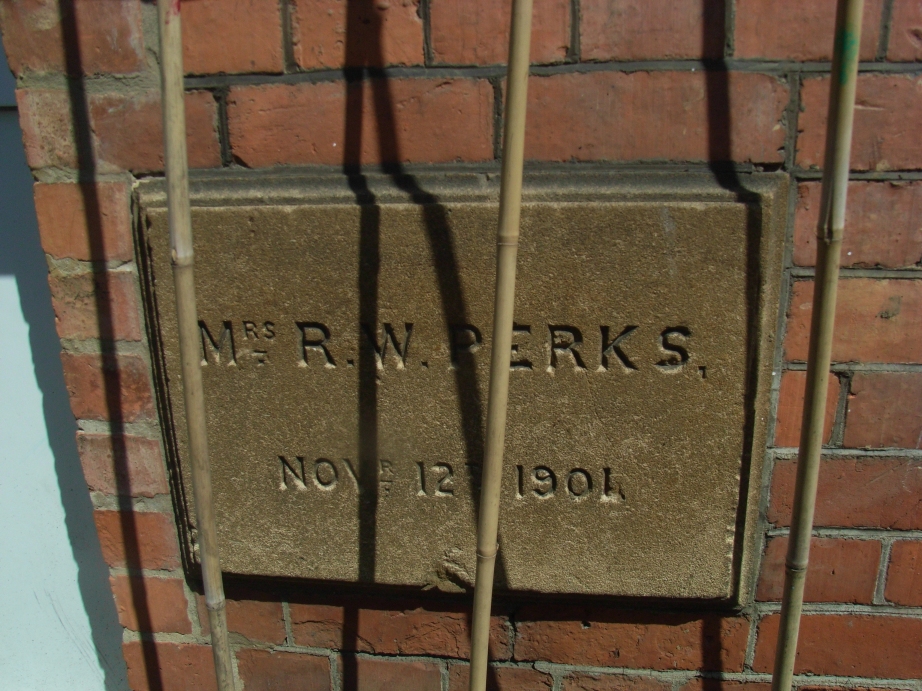 Mrs. R. W. PERKS,
NOVR. 12TH 1901.